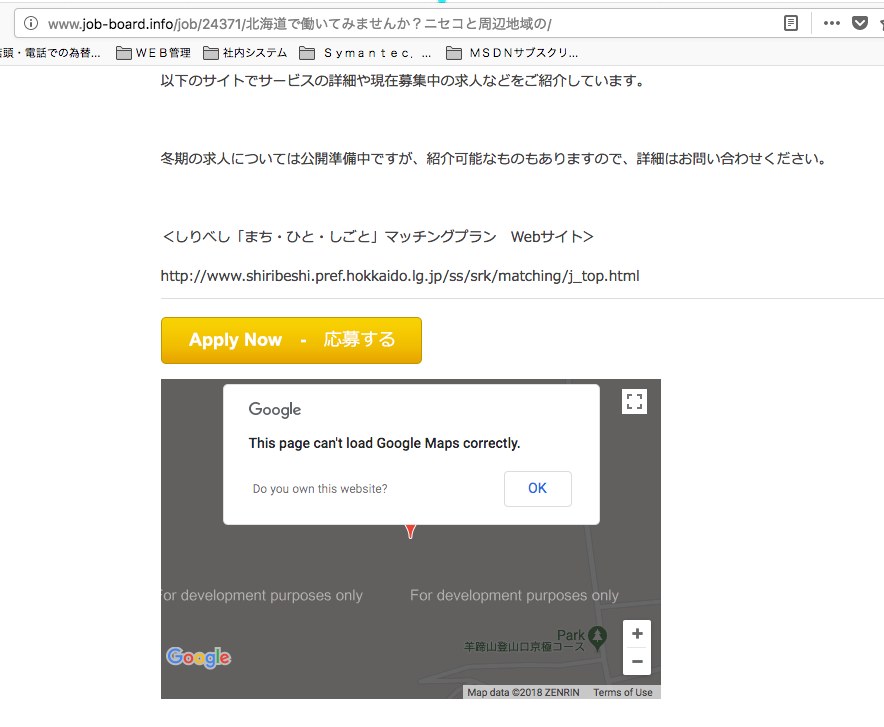 www.job-board.info/job/24371/北海道で働いてみませんか？ニセコと周辺地域の/
頭・電話での為替... ＷＥＢ管理 社内システム Ｓｙｍａｎｔｅｃ．... ＭＳＤＮサブスクリ...
以下のサイトでサービスの詳細や現在募集中の求人などをご紹介しています。
冬期の求人については公開準備中ですが、紹介可能なものもありますので、詳細はお問い合わせください。
＜しりべし「まち・ひと・しごと」マッチングプラン　Webサイト＞
http://www.shiribeshi.pref.hokkaido.lg.jp/ss/srk/matching/j_top.html
Apply Now - 応募する
Google
This page can't load Google Maps correctly.
Do you own this website?
OK
For development purposes only For development purposes only
Park
羊蹄山登山口京極コース
Google
Map data ©2018 ZENRIN Terms of Use